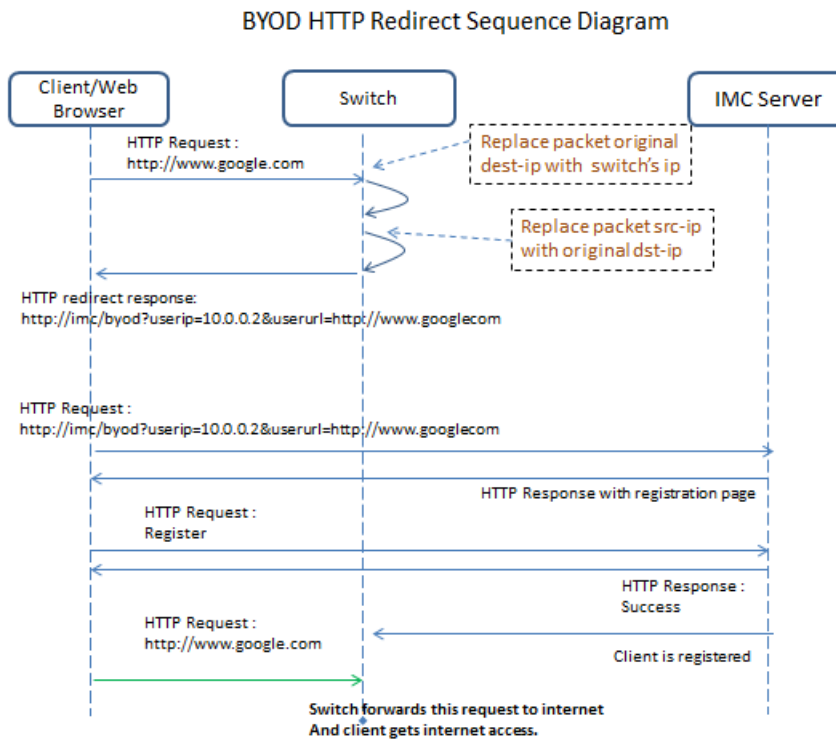 BYOD HTTP Redirect Sequence Diagram
Client/Web
Browser
Switch
IMC Server
HTTP Request :
http://www.google.com
Replace packet original
dest-ip with switch's ip
Replace packet src-ip
with original dst-ip
HTTP redirect response:
http://imc/byod?userip=10.0.0.2&userurl=http://www.googlecom
HTTP Request :
http://imc/byod?userip=10.0.0.2&userurl=http://www.googlecom
HTTP Response with registration page
HTTP Request :
Register
HTTP Response :
Success
HTTP Request :
http://www.google.com
Client is registered
Switch forwards this request to internet
And client gets internet access.